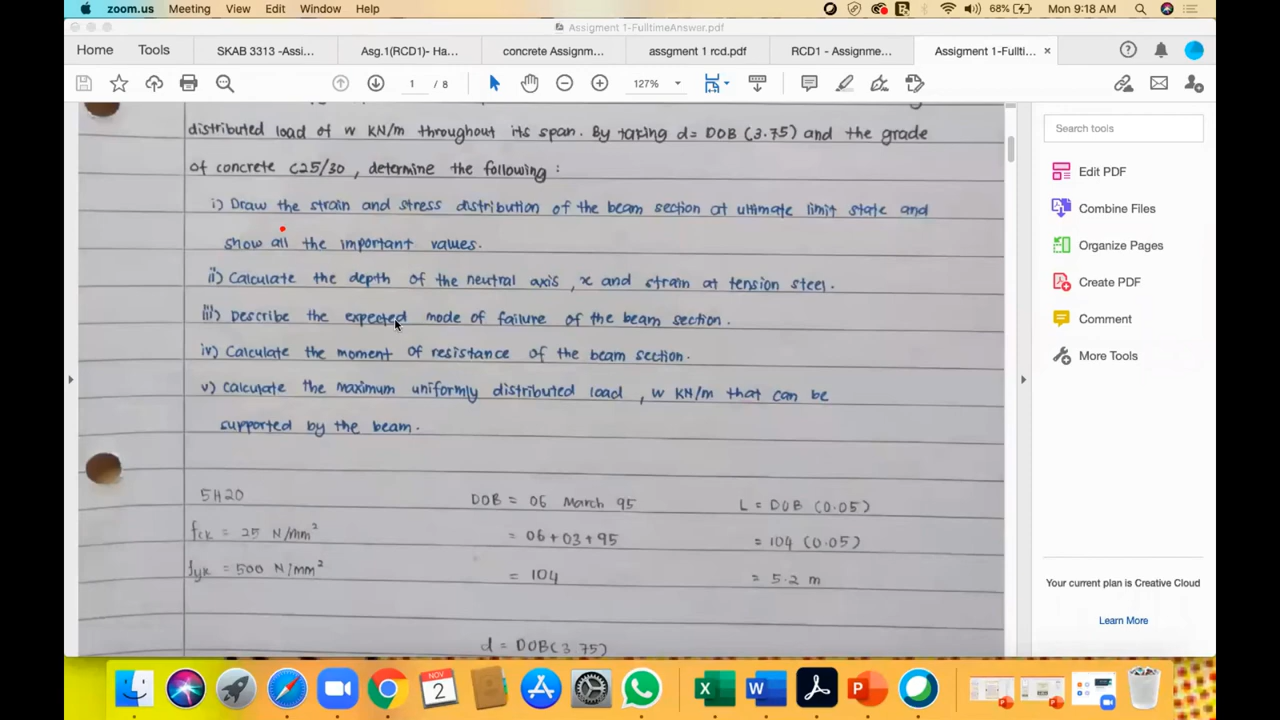 zoom.us Meeting View Edit Window Help
68% Mon 9:18 AM
Assigment 1-FulltimeAnswer.pdf
Home Tools SKAB 3313 -Assi... Asg.1(RCD1)- Ha... concrete Assignm... assgment 1 rcd.pdf RCD1 - Assignme... Assigment 1-Fullti... ×
1 / 8 127%
distributed load of w KN/m throughout its span. By taking d= DOB (3.75) and the grade
of concrete C25/30, determine the following :
i) Draw the strain and stress distribution of the beam section at ultimate limit state and
show all the important values.
ii) Calculate the depth of the neutral axis, x and strain at tension steel.
iii) Describe the expected mode of failure of the beam section.
iv) Calculate the moment of resistance of the beam section.
v) Calculate the maximum uniformly distributed load, w KN/m that can be
supported by the beam.
5H20
fck = 25 N/mm²
fyk = 500 N/mm²
DOB = 06 March 95
= 06+03+95
= 104
L = DOB (0.05)
= 104 (0.05)
= 5.2 m
d = DOB(3.75)
Search tools
Edit PDF
Combine Files
Organize Pages
Create PDF
Comment
More Tools
Your current plan is Creative Cloud
Learn More
NOV
2